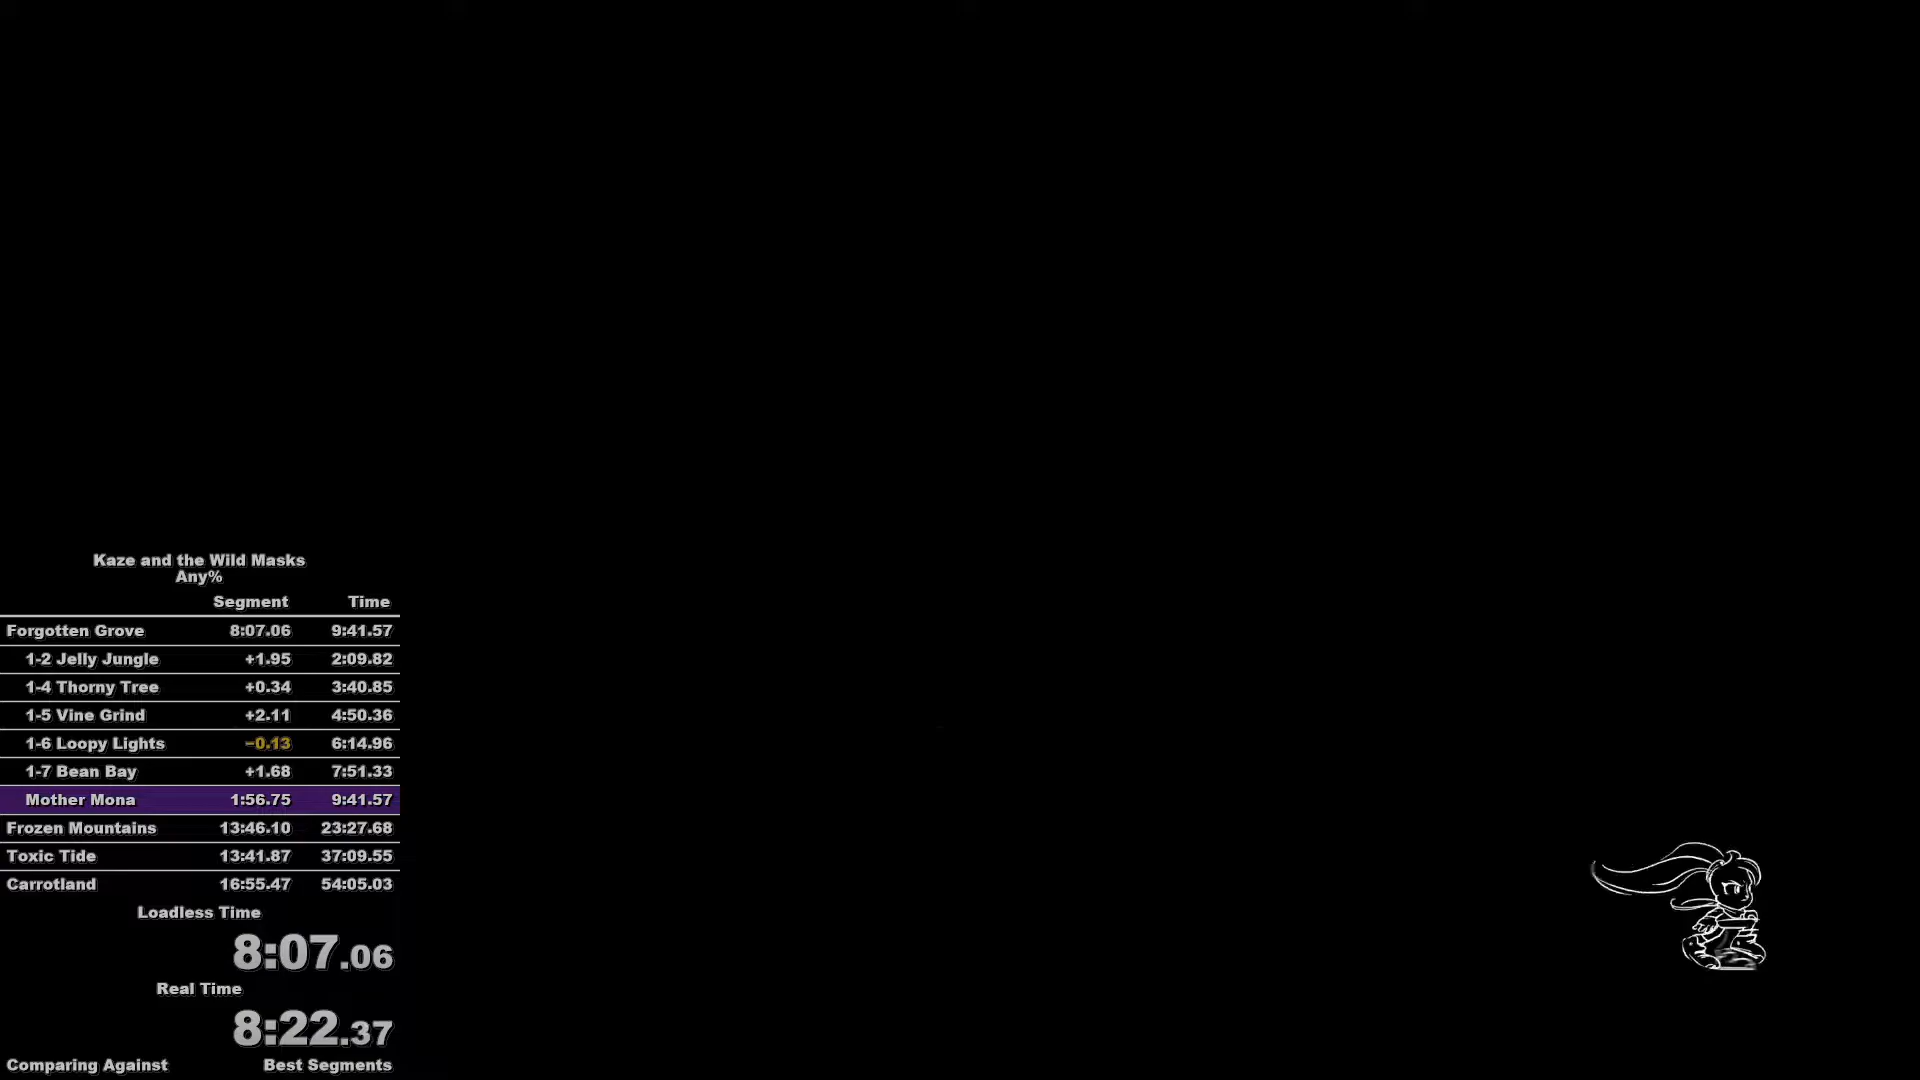 Kaze and the Wild Masks
Any%
Segment Time
Forgotten Grove 8:07.06 9:41.57
1-2 Jelly Jungle +1.95 2:09.82
1-4 Thorny Tree +0.34 3:40.85
1-5 Vine Grind +2.11 4:50.36
1-6 Loopy Lights −0.13 6:14.96
1-7 Bean Bay +1.68 7:51.33
Mother Mona 1:56.75 9:41.57
Frozen Mountains 13:46.10 23:27.68
Toxic Tide 13:41.87 37:09.55
Carrotland 16:55.47 54:05.03
Loadless Time
8:07.06
Real Time
8:22.37
Comparing Against Best Segments